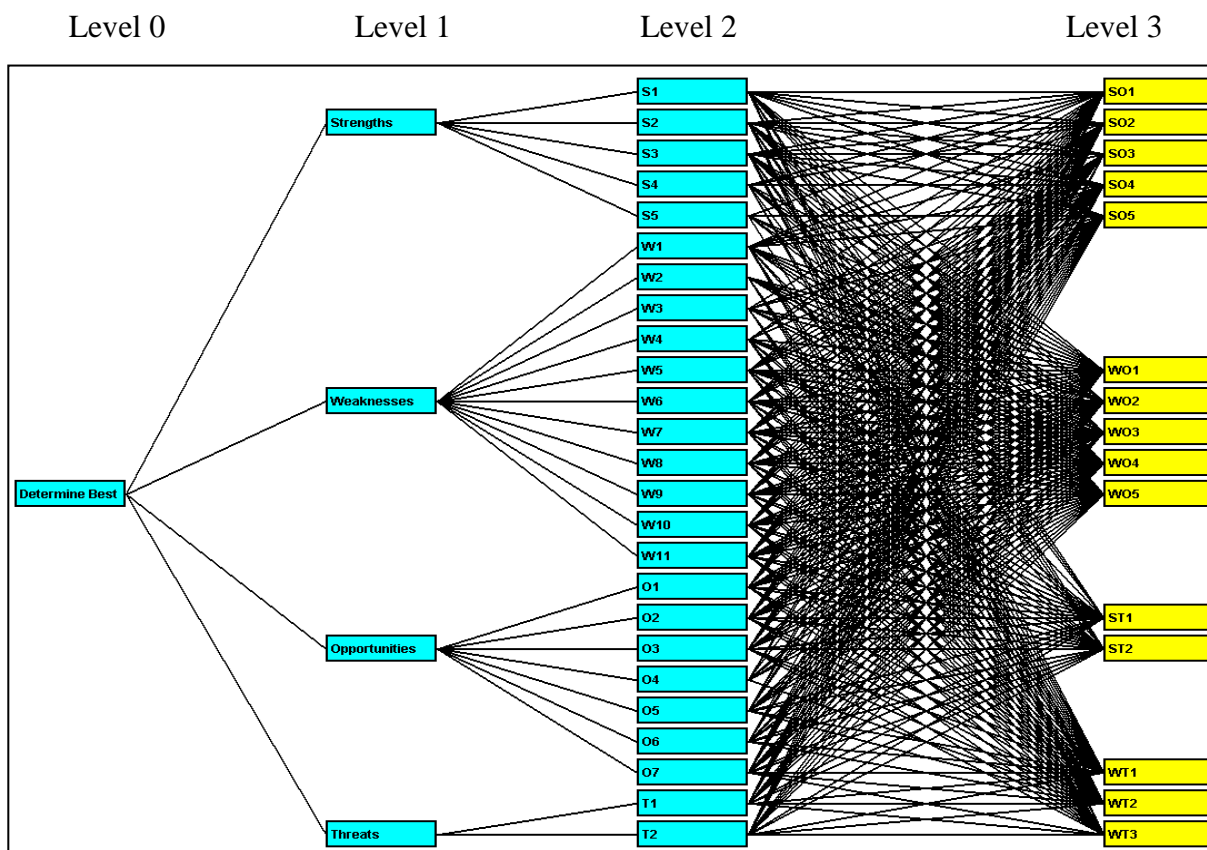 Level 0
Level 1
Level 2
Level 3
Determine Best
Strengths
Weaknesses
Opportunities
Threats
S1
S2
S3
S4
S5
W1
W2
W3
W4
W5
W6
W7
W8
W9
W10
W11
O1
O2
O3
O4
O5
O6
O7
T1
T2
SO1
SO2
SO3
SO4
SO5
WO1
WO2
WO3
WO4
WO5
ST1
ST2
WT1
WT2
WT3